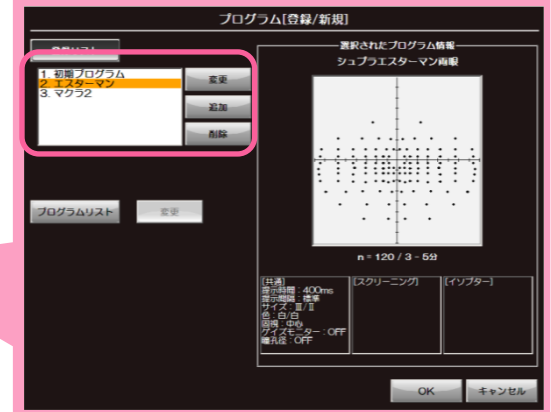 プログラム[登録/新規]
登録リスト
1. 初期プログラム
2. エスターマン
3. マクラ2
変更
追加
削除
プログラムリスト
変更
選択されたプログラム情報
シュプラエスターマン両眼
n = 120 / 3 - 5分
[共通]
提示時間：400ms
提示間隔：標準
サイズ：Ⅲ/Ⅲ
色：白/白
固視：中心
ゲイズモニター：OFF
瞳孔径：OFF
[スクリーニング]
[イソプター]
OK
キャンセル